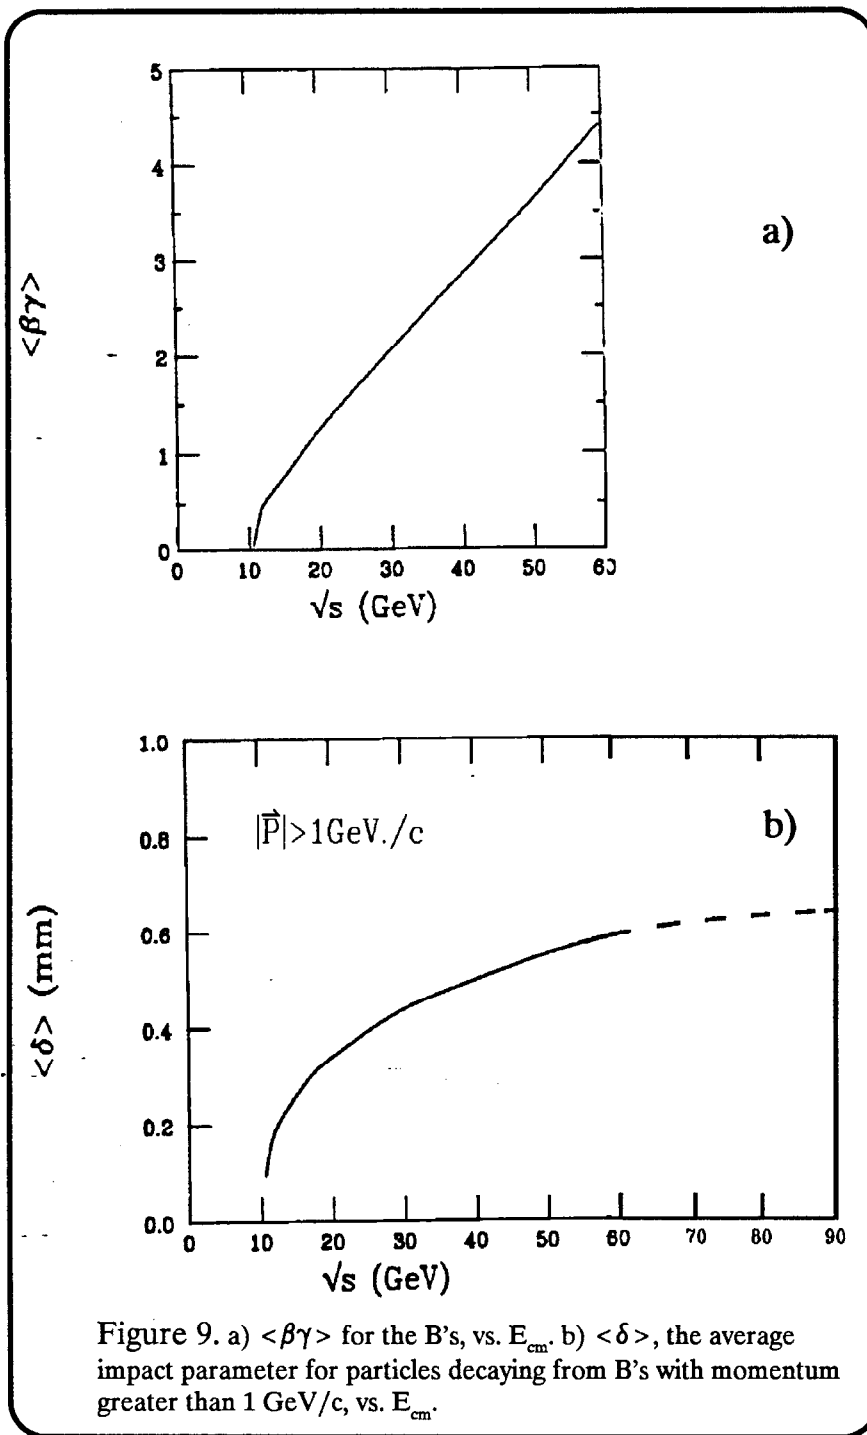 5
4
3
2
1
0
<βγ>
a)
0 10 20 30 40 50 60
√s (GeV)
1.0
0.8
0.6
0.4
0.2
0.0
<δ> (mm)
|P⃗|>1GeV./c
b)
0 10 20 30 40 50 60 70 80 90
√s (GeV)
Figure 9. a) <βγ> for the B's, vs. E_cm. b) <δ>, the average
impact parameter for particles decaying from B's with momentum
greater than 1 GeV/c, vs. E_cm.